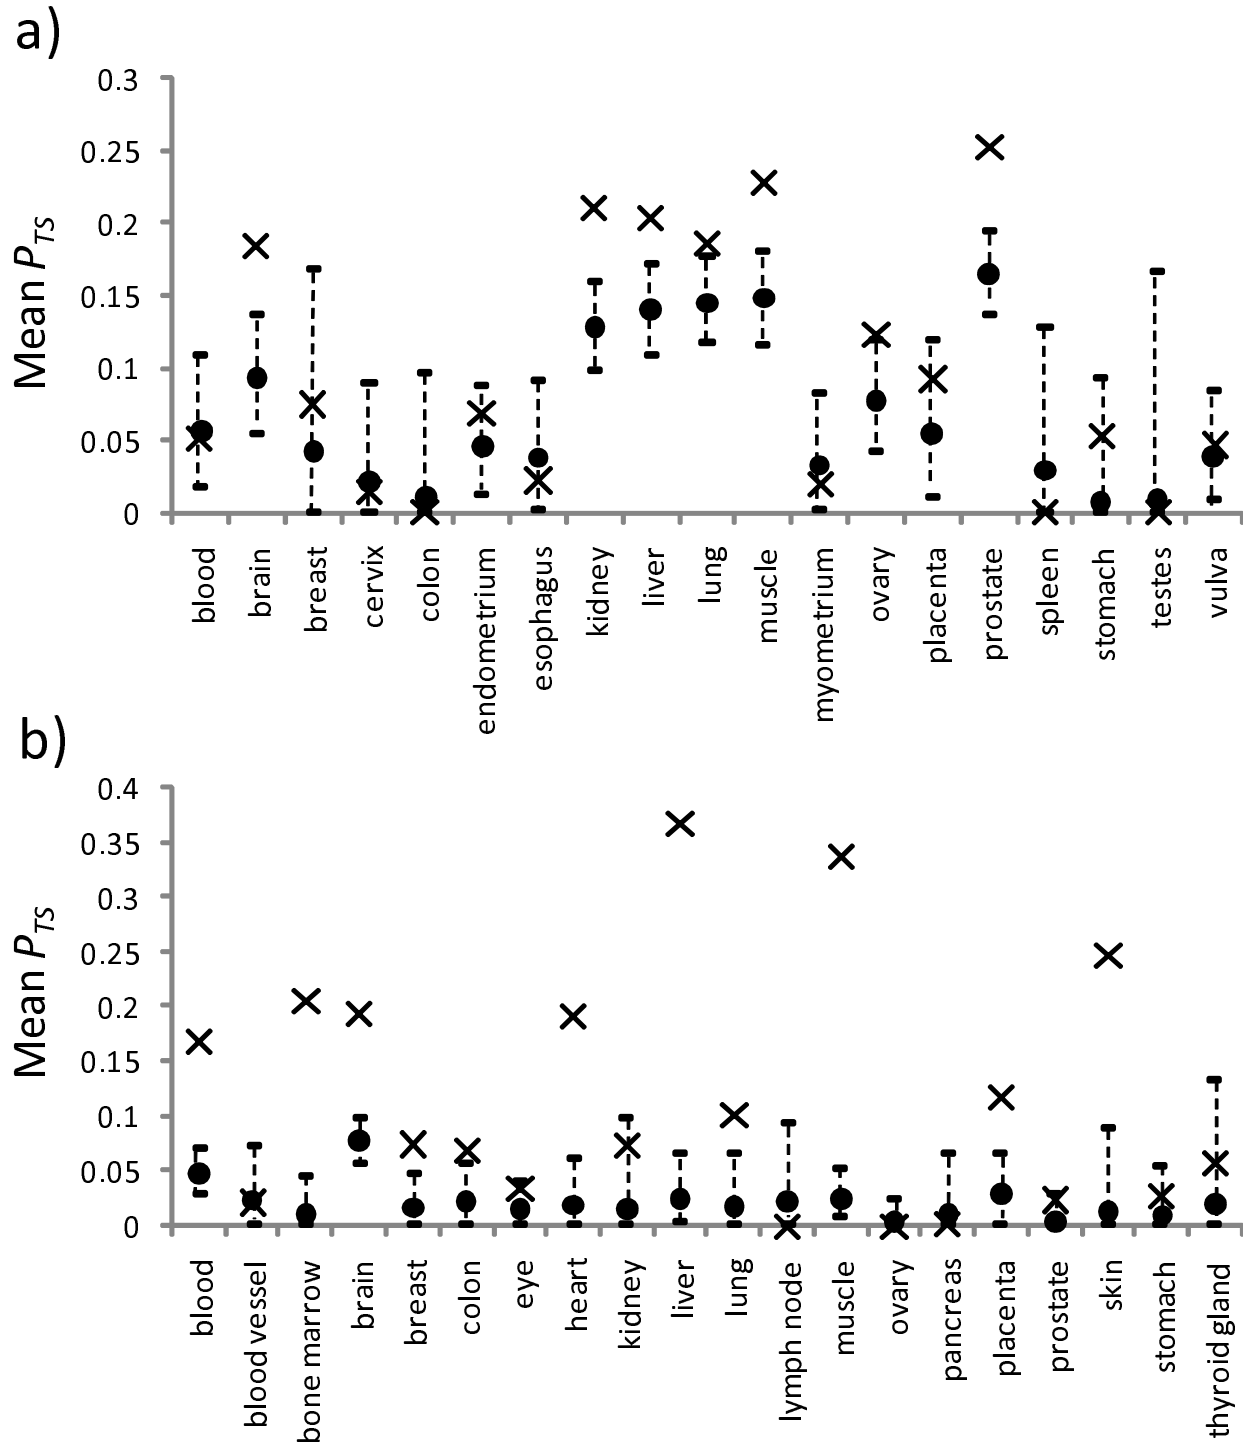 a)
Mean PTS
0.3
0.25
0.2
0.15
0.1
0.05
0
blood
brain
breast
cervix
colon
endometrium
esophagus
kidney
liver
lung
muscle
myometrium
ovary
placenta
prostate
spleen
stomach
testes
vulva
b)
Mean PTS
0.4
0.35
0.3
0.25
0.2
0.15
0.1
0.05
0
blood
blood vessel
bone marrow
brain
breast
colon
eye
heart
kidney
liver
lung
lymph node
muscle
ovary
pancreas
placenta
prostate
skin
stomach
thyroid gland